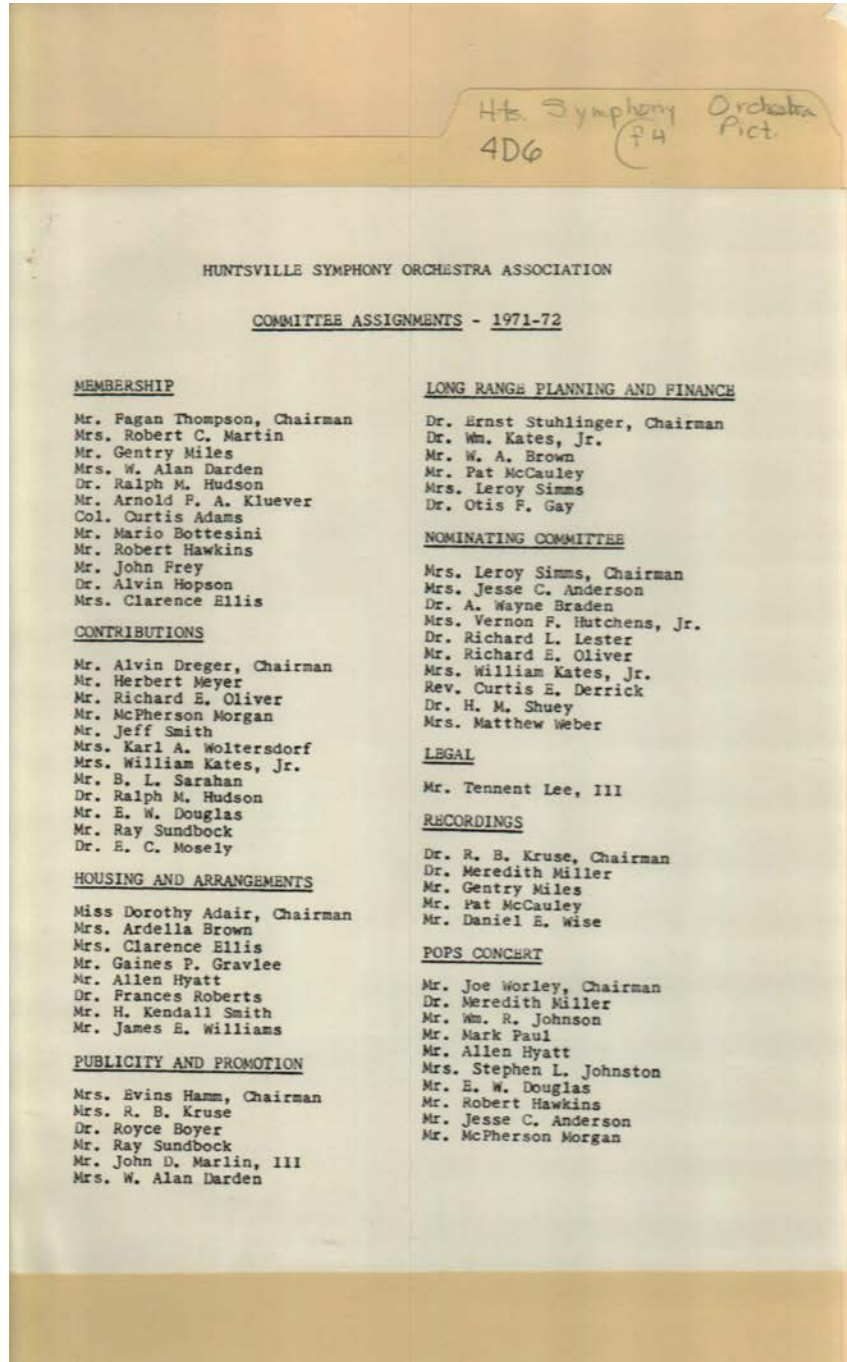 Hts. Symphony Orchestra
P4 Pict.
4D6
HUNTSVILLE SYMPHONY ORCHESTRA ASSOCIATION
COMMITTEE ASSIGNMENTS - 1971-72
MEMBERSHIP
Mr. Fagan Thompson, Chairman
Mrs. Robert C. Martin
Mr. Gentry Miles
Mrs. W. Alan Darden
Dr. Ralph M. Hudson
Mr. Arnold F. A. Kluever
Col. Curtis Adams
Mr. Mario Bottesini
Mr. Robert Hawkins
Mr. John Frey
Dr. Alvin Hopson
Mrs. Clarence Ellis
CONTRIBUTIONS
Mr. Alvin Dreger, Chairman
Mr. Herbert Meyer
Mr. Richard E. Oliver
Mr. McPherson Morgan
Mr. Jeff Smith
Mrs. Karl A. Woltersdorf
Mrs. William Kates, Jr.
Mr. B. L. Sarahan
Dr. Ralph M. Hudson
Mr. E. W. Douglas
Mr. Ray Sundbock
Dr. E. C. Mosely
HOUSING AND ARRANGEMENTS
Miss Dorothy Adair, Chairman
Mrs. Ardella Brown
Mrs. Clarence Ellis
Mr. Gaines P. Gravlee
Mr. Allen Hyatt
Dr. Frances Roberts
Mr. H. Kendall Smith
Mr. James E. Williams
PUBLICITY AND PROMOTION
Mrs. Evins Hamm, Chairman
Mrs. R. B. Kruse
Dr. Royce Boyer
Mr. Ray Sundbock
Mr. John D. Marlin, III
Mrs. W. Alan Darden
LONG RANGE PLANNING AND FINANCE
Dr. Ernst Stuhlinger, Chairman
Dr. Wm. Kates, Jr.
Mr. W. A. Brown
Mr. Pat McCauley
Mrs. Leroy Simms
Dr. Otis F. Gay
NOMINATING COMMITTEE
Mrs. Leroy Simms, Chairman
Mrs. Jesse C. Anderson
Dr. A. Wayne Braden
Mrs. Vernon F. Hutchens, Jr.
Dr. Richard L. Lester
Mr. Richard E. Oliver
Mrs. William Kates, Jr.
Rev. Curtis E. Derrick
Dr. H. M. Shuey
Mrs. Matthew Weber
LEGAL
Mr. Tennent Lee, III
RECORDINGS
Dr. R. B. Kruse, Chairman
Dr. Meredith Miller
Mr. Gentry Miles
Mr. Pat McCauley
Mr. Daniel E. Wise
POPS CONCERT
Mr. Joe Worley, Chairman
Dr. Meredith Miller
Mr. Wm. R. Johnson
Mr. Mark Paul
Mr. Allen Hyatt
Mrs. Stephen L. Johnston
Mr. E. W. Douglas
Mr. Robert Hawkins
Mr. Jesse C. Anderson
Mr. McPherson Morgan